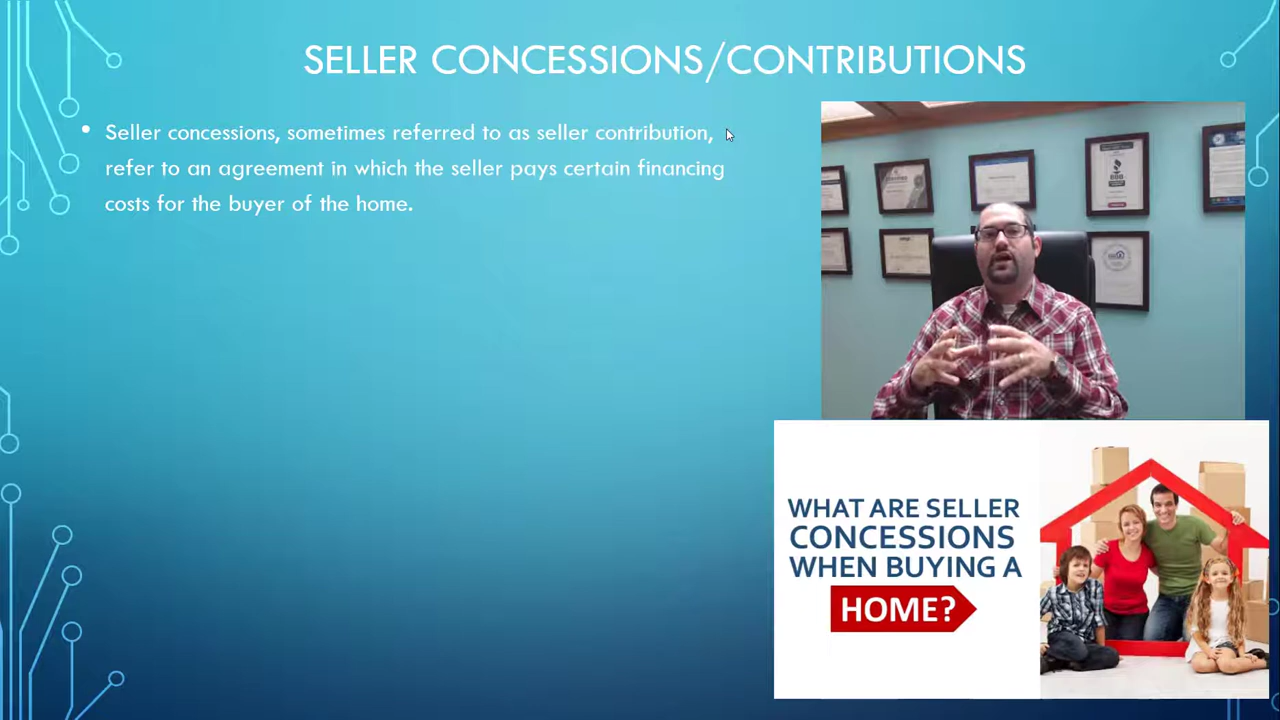 SELLER CONCESSIONS/CONTRIBUTIONS
• Seller concessions, sometimes referred to as seller contribution,
refer to an agreement in which the seller pays certain financing
costs for the buyer of the home.
WHAT ARE SELLER
CONCESSIONS
WHEN BUYING A
HOME?